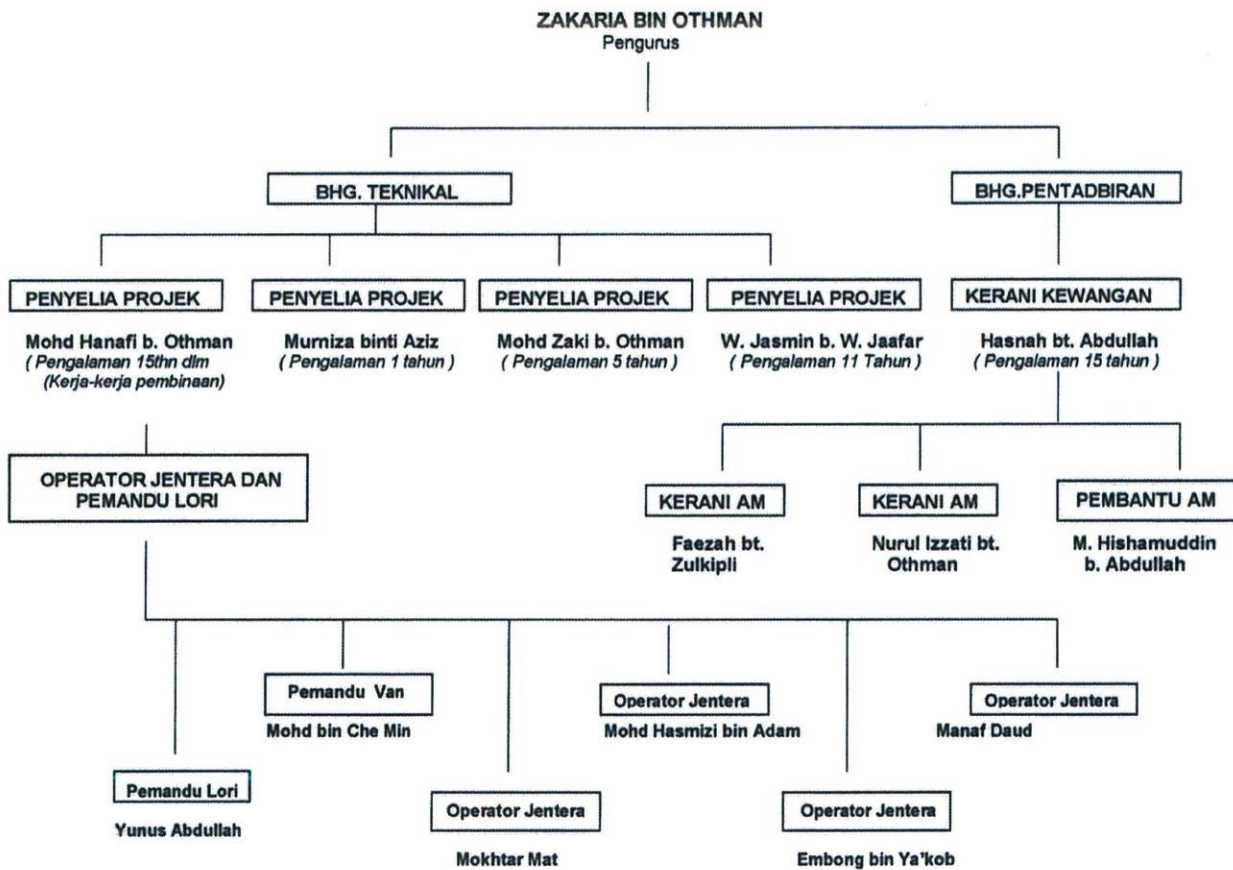 ZAKARIA BIN OTHMAN
Pengurus
BHG. TEKNIKAL
BHG.PENTADBIRAN
PENYELIA PROJEK
Mohd Hanafi b. Othman
( Pengalaman 15thn dlm
(Kerja-kerja pembinaan)
PENYELIA PROJEK
Murniza binti Aziz
( Pengalaman 1 tahun )
PENYELIA PROJEK
Mohd Zaki b. Othman
( Pengalaman 5 tahun )
PENYELIA PROJEK
W. Jasmin b. W. Jaafar
( Pengalaman 11 Tahun )
KERANI KEWANGAN
Hasnah bt. Abdullah
( Pengalaman 15 tahun )
OPERATOR JENTERA DAN
PEMANDU LORI
KERANI AM
Faezah bt.
Zulkipli
KERANI AM
Nurul Izzati bt.
Othman
PEMBANTU AM
M. Hishamuddin
b. Abdullah
Pemandu Van
Mohd bin Che Min
Operator Jentera
Mohd Hasmizi bin Adam
Operator Jentera
Manaf Daud
Pemandu Lori
Yunus Abdullah
Operator Jentera
Mokhtar Mat
Operator Jentera
Embong bin Ya'kob